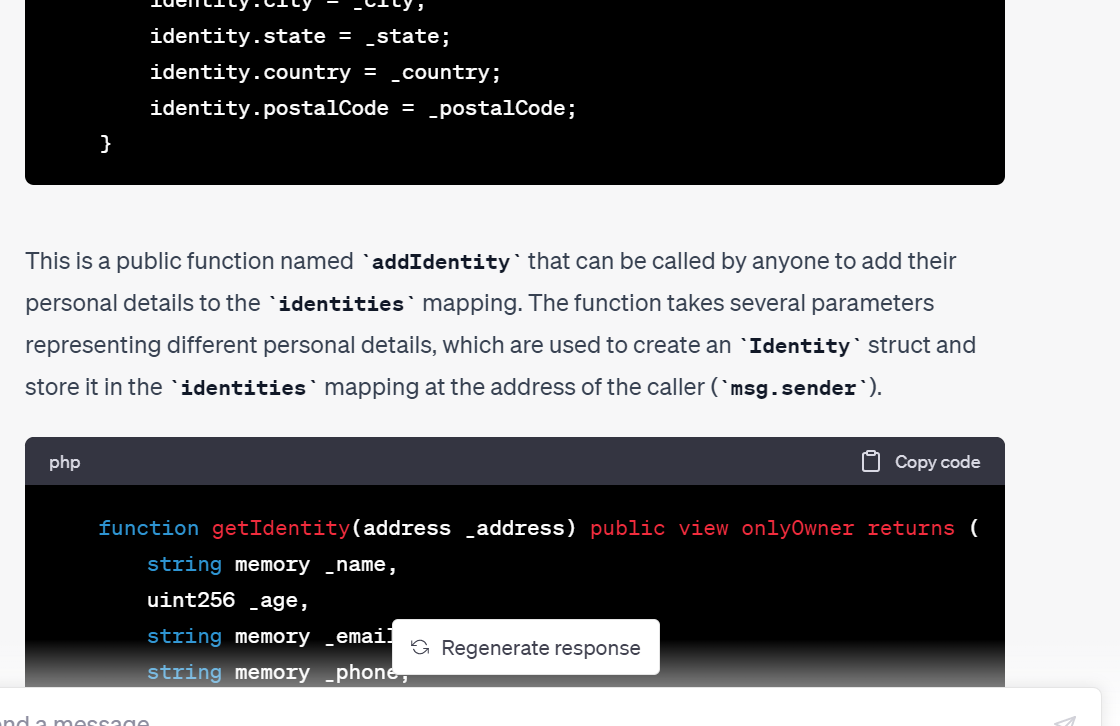 identity.city = _city;
identity.state = _state;
identity.country = _country;
identity.postalCode = _postalCode;
}
This is a public function named `addIdentity` that can be called by anyone to add their
personal details to the `identities` mapping. The function takes several parameters
representing different personal details, which are used to create an `Identity` struct and
store it in the `identities` mapping at the address of the caller (`msg.sender`).
php Copy code
function getIdentity(address _address) public view onlyOwner returns (
string memory _name,
uint256 _age,
string memory _email
Regenerate response
string memory _phone,
nd a message